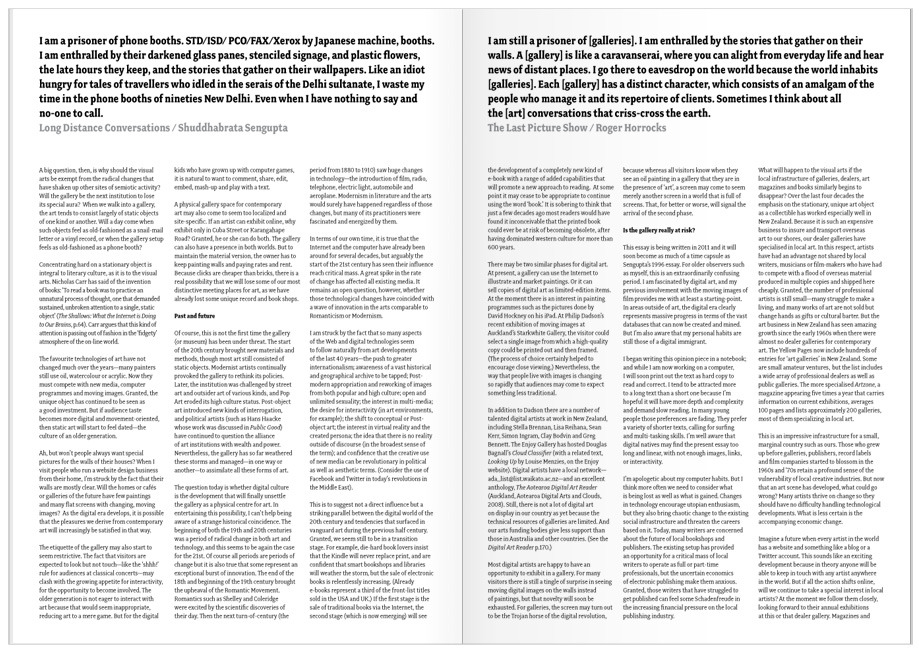 I am a prisoner of phone booths. STD/ISD/ PCO/FAX/Xerox by Japanese machine, booths.
I am enthralled by their darkened glass panes, stenciled signage, and plastic flowers,
the late hours they keep, and the stories that gather on their wallpapers. Like an idiot
hungry for tales of travellers who idled in the serais of the Delhi sultanate, I waste my
time in the phone booths of nineties New Delhi. Even when I have nothing to say and
no-one to call.
Long Distance Conversations / Shuddhabrata Sengupta
A big question, then, is why should the visual
arts be exempt from the radical changes that
have shaken up other sites of semiotic activity?
Will the gallery be the next institution to lose
its special aura? When we walk into a gallery,
the art tends to consist largely of static objects
of one kind or another. Will a day come when
such objects feel as old-fashioned as a snail-mail
letter or a vinyl record, or when the gallery setup
feels as old-fashioned as a phone booth?
Concentrating hard on a stationary object is
integral to literary culture, as it is to the visual
arts. Nicholas Carr has said of the invention
of books: 'To read a book was to practice an
unnatural process of thought, one that demanded
sustained, unbroken attention to a single, static
object' (The Shallows: What the Internet is Doing
to Our Brains, p.64). Carr argues that this kind of
attention is passing out of fashion in the 'fidgety'
atmosphere of the on-line world.
The favourite technologies of art have not
changed much over the years—many painters
still use oil, watercolour or acrylic. Now they
must compete with new media, computer
programmes and moving images. Granted, the
unique object has continued to be seen as
a good investment. But if audience taste
becomes more digital and movement-oriented,
then static art will start to feel dated—the
culture of an older generation.
Ah, but won't people always want special
pictures for the walls of their houses? When I
visit people who run a website design business
from their home, I'm struck by the fact that their
walls are mostly clear. Will the homes or cafés
or galleries of the future have few paintings
and many flat screens with changing, moving
images? As the digital era develops, it is possible
that the pleasures we derive from contemporary
art will increasingly be satisfied in that way.
The etiquette of the gallery may also start to
seem restrictive. The fact that visitors are
expected to look but not touch—like the 'shhh!'
rule for audiences at classical concerts—may
clash with the growing appetite for interactivity,
for the opportunity to become involved. The
older generation is not eager to interact with
art because that would seem inappropriate,
reducing art to a mere game. But for the digital
kids who have grown up with computer games,
it is natural to want to comment, share, edit,
embed, mash-up and play with a text.
A physical gallery space for contemporary
art may also come to seem too localized and
site-specific. If an artist can exhibit online, why
exhibit only in Cuba Street or Karangahape
Road? Granted, he or she can do both. The gallery
can also have a presence in both worlds. But to
maintain the material version, the owner has to
keep painting walls and paying rates and rent.
Because clicks are cheaper than bricks, there is a
real possibility that we will lose some of our most
distinctive meeting places for art, as we have
already lost some unique record and book shops.
Past and future
Of course, this is not the first time the gallery
(or museum) has been under threat. The start
of the 20th century brought new materials and
methods, though most art still consisted of
static objects. Modernist artists continually
provoked the gallery to rethink its policies.
Later, the institution was challenged by street
art and outsider art of various kinds, and Pop
Art eroded its high culture status. Post-object
art introduced new kinds of interrogation,
and political artists (such as Hans Haacke
whose work was discussed in Public Good)
have continued to question the alliance
of art institutions with wealth and power.
Nevertheless, the gallery has so far weathered
these storms and managed—in one way or
another—to assimilate all these forms of art.
The question today is whether digital culture
is the development that will finally unsettle
the gallery as a physical centre for art. In
entertaining this possibility, I can't help being
aware of a strange historical coincidence. The
beginning of both the 19th and 20th centuries
was a period of radical change in both art and
technology, and this seems to be again the case
for the 21st. Of course all periods are periods of
change but it is also true that some represent an
exceptional burst of innovation. The end of the
18th and beginning of the 19th century brought
the upheaval of the Romantic Movement.
Romantics such as Shelley and Coleridge
were excited by the scientific discoveries of
their day. Then the next turn-of-century (the
period from 1880 to 1910) saw huge changes
in technology—the introduction of film, radio,
telephone, electric light, automobile and
aeroplane. Modernism in literature and the arts
would surely have happened regardless of those
changes, but many of its practitioners were
fascinated and energized by them.
In terms of our own time, it is true that the
Internet and the computer have already been
around for several decades, but arguably the
start of the 21st century has seen their influence
reach critical mass. A great spike in the rate
of change has affected all existing media. It
remains an open question, however, whether
those technological changes have coincided with
a wave of innovation in the arts comparable to
Romanticism or Modernism.
I am struck by the fact that so many aspects
of the Web and digital technologies seem
to follow naturally from art developments
of the last 40 years—the push to greater
internationalism; awareness of a vast historical
and geographical archive to be tapped; Post-
modern appropriation and reworking of images
from both popular and high culture; open and
unlimited sexuality; the interest in multi-media;
the desire for interactivity (in art environments,
for example); the switch from Minimalist to Post-
object art; the interest in virtual reality and the
created persona; the idea that there is no reality
outside of discourse (in the broadest sense of
the term); and confidence that the creative use
of new media can be revolutionary in political
as well as aesthetic terms. (Consider the use of
Facebook and Twitter in today's revolutions in
the Middle East).
This is to suggest not a direct influence but a
striking parallel between the digital world of the
20th century and tendencies that surfaced in
vanguard art during the previous half century.
Granted, we seem still to be in a transition
stage. For example, die-hard book lovers insist
that the Kindle will never replace print, and are
confident that smart bookshops and libraries
will weather the storm, but the sale of electronic
books is relentlessly increasing. (Already
e-books represent a third of the front-list titles
sold in the USA and UK.) If the first stage is the
sale of traditional books via the Internet, the
second stage (which is now emerging) will see
I am still a prisoner of [galleries]. I am enthralled by the stories that gather on their
walls. A [gallery] is like a caravanserai, where you can alight from everyday life and hear
news of distant places. I go there to eavesdrop on the world because the world inhabits
[galleries]. Each [gallery] has a distinct character, which consists of an amalgam of the
people who manage it and its repertoire of clients. Sometimes I think about all
the [art] conversations that criss-cross the earth.
The Last Picture Show / Roger Horrocks
the development of a completely new kind of
e-book with a range of added capabilities that
will promote a new approach to reading. At some
point it may cease to be appropriate to continue
using the word 'book.' It is sobering to think that
just a few decades ago most readers would have
found it inconceivable that the printed book
could ever be at risk of becoming obsolete, after
having dominated western culture for more than
600 years.
There may be two similar phases for digital art.
At present, a gallery can use the Internet to
illustrate and market paintings. Or it can
sell copies of digital art as limited-edition items.
At the moment there is an interest in painting
programmes such as the pictures done by
David Hockney on his iPad. At Philip Dadson's
recent exhibition of moving images at
Auckland's Starkwhite Gallery, the visitor could
select a single image from which a high-quality
copy could be printed out and then framed.
(The process of choice certainly helped to
encourage close viewing.) Nevertheless, the
way that people live with images is changing
so rapidly that audiences may come to expect
something less traditional.
In addition to Dadson there are a number of
talented digital artists at work in New Zealand,
including Stella Brennan, Lisa Reihana, Sean
Kerr, Simon Ingram, Clay Bodvin and Greg
Bennett. The Enjoy Gallery has hosted Douglas
Bagnall's Cloud Classifier (with a related text,
Looking Up by Louise Menzies, on the Enjoy
website). Digital artists have a local network—
ada_list@list.waikato.ac.nz—and an excellent
anthology, The Aotearoa Digital Art Reader
(Auckland, Aotearoa Digital Arts and Clouds,
2008). Still, there is not a lot of digital art
on display in our country as yet because the
technical resources of galleries are limited. And
our arts funding bodies give less support than
those in Australia and other countries. (See the
Digital Art Reader p.170.)
Most digital artists are happy to have an
opportunity to exhibit in a gallery. For many
visitors there is still a tingle of surprise in seeing
moving digital images on the walls instead
of paintings, but that novelty will soon be
exhausted. For galleries, the screen may turn out
to be the Trojan horse of the digital revolution,
because whereas all visitors know when they
see an oil painting in a gallery that they are in
the presence of 'art', a screen may come to seem
merely another screen in a world that is full of
screens. That, for better or worse, will signal the
arrival of the second phase.
Is the gallery really at risk?
This essay is being written in 2011 and it will
soon become as much of a time capsule as
Sengupta's 1996 essay. For older observers such
as myself, this is an extraordinarily confusing
period. I am fascinated by digital art, and my
previous involvement with the moving images of
film provides me with at least a starting-point.
In areas outside of art, the digital era clearly
represents massive progress in terms of the vast
databases that can now be created and mined.
But I'm also aware that my personal habits are
still those of a digital immigrant.
I began writing this opinion piece in a notebook;
and while I am now working on a computer,
I will soon print out the text as hard copy to
read and correct. I tend to be attracted more
to a long text than a short one because I'm
hopeful it will have more depth and complexity
and demand slow reading. In many young
people those preferences are fading. They prefer
a variety of shorter texts, calling for surfing
and multi-tasking skills. I'm well aware that
digital natives may find the present essay too
long and linear, with not enough images, links,
or interactivity.
I'm apologetic about my computer habits. But I
think more often we need to consider what
is being lost as well as what is gained. Changes
in technology encourage utopian enthusiasms,
but they also bring chaotic change to the existing
social infrastructure and threaten the careers
based on it. Today, many writers are concerned
about the future of local bookshops and
publishers. The existing setup has provided
an opportunity for a critical mass of local
writers to operate as full or part-time
professionals, but the uncertain economics
of electronic publishing make them anxious.
Granted, those writers that have struggled to
get published can feel some Schadenfreude in
the increasing financial pressure on the local
publishing industry.
What will happen to the visual arts if the
local infrastructure of galleries, dealers, art
magazines and books similarly begins to
disappear? Over the last four decades the
emphasis on the stationary, unique art object
as a collectible has worked especially well in
New Zealand. Because it is such an expensive
business to insure and transport overseas
art to our shores, our dealer galleries have
specialised in local art. In this respect, artists
have had an advantage not shared by local
writers, musicians or film-makers who have had
to compete with a flood of overseas material
produced in multiple copies and shipped here
cheaply. Granted, the number of professional
artists is still small—many struggle to make a
living, and many works of art are not sold but
change hands as gifts or cultural barter. But the
art business in New Zealand has seen amazing
growth since the early 1960s when there were
almost no dealer galleries for contemporary
art. The Yellow Pages now include hundreds of
entries for 'art galleries' in New Zealand. Some
are small amateur ventures, but the list includes
a wide range of professional dealers as well as
public galleries. The more specialised Artzone, a
magazine appearing five times a year that carries
information on current exhibitions, averages
100 pages and lists approximately 200 galleries,
most of them specializing in local art.
This is an impressive infrastructure for a small,
marginal country such as ours. Those who grew
up before galleries, publishers, record labels
and film companies started to blossom in the
1960s and '70s retain a profound sense of the
vulnerability of local creative industries. But now
that an art scene has developed, what could go
wrong? Many artists thrive on change so they
should have no difficulty handling technological
developments. What is less certain is the
accompanying economic change.
Imagine a future when every artist in the world
has a website and something like a blog or a
Twitter account. This sounds like an exciting
development because in theory anyone will be
able to keep in touch with any artist anywhere
in the world. But if all the action shifts online,
will we continue to take a special interest in local
artists? At the moment we follow them closely,
looking forward to their annual exhibitions
at this or that dealer gallery. Magazines and